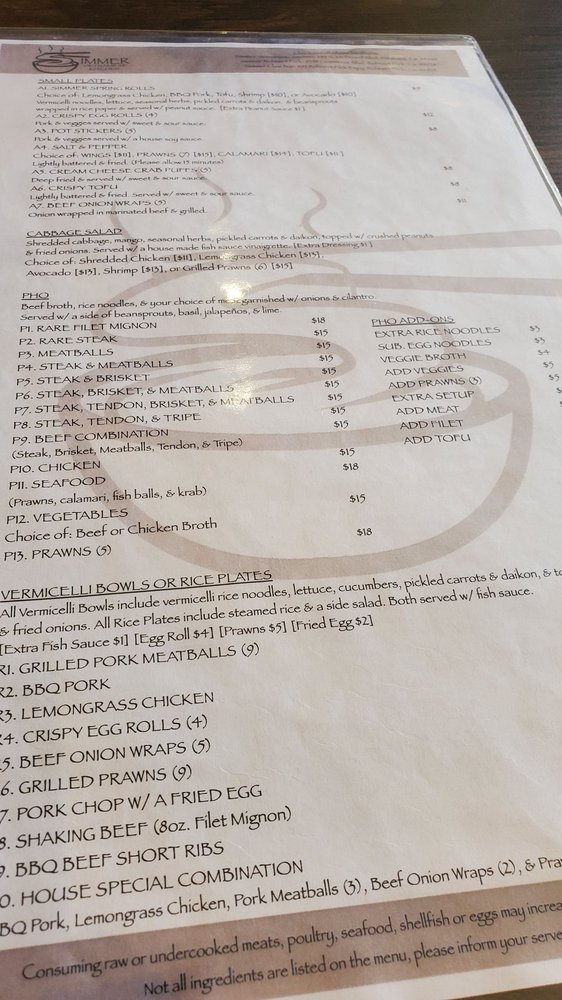 SIMMER
SMALL PLATES
A1. SIMMER SPRING ROLLS
Choice of: Lemongrass Chicken, BBQ Pork, Tofu, Shrimp [$10], or Avocado [$10]
Vermicelli noodles, lettuce, seasonal herbs, pickled carrots & daikon, & beansprouts
wrapped in rice paper & served w/ peanut sauce. [Extra Peanut Sauce $1]
A2. CRISPY EGG ROLLS (4) $12
Pork & veggies served w/ sweet & sour sauce.
A3. POT STICKERS (5) $8
Pork & veggies served w/ a house soy sauce.
A4. SALT & PEPPER
Choice of: WINGS [$11], PRAWNS (7) [$15], CALAMARI [$14], TOFU [$11]
Lightly battered & fried. (Please allow 15 minutes)
A5. CREAM CHEESE CRAB PUFFS (5) $8
Deep fried & served w/ sweet & sour sauce.
A6. CRISPY TOFU $8
Lightly battered & fried. Served w/ sweet & sour sauce.
A7. BEEF ONION WRAPS (5) $11
Onion wrapped in marinated beef & grilled.
CABBAGE SALAD
Shredded cabbage, mango, seasonal herbs, pickled carrots & daikon, topped w/ crushed peanuts
& fried onions. Served w/ a house made fish sauce vinaigrette. [Extra Dressing $1]
Choice of: Shredded Chicken [$11], Lemongrass Chicken [$13],
Avocado [$13], Shrimp [$13], or Grilled Prawns (6) [$15]
PHO
Beef broth, rice noodles, & your choice of meat garnished w/ onions & cilantro.
Served w/ a side of beansprouts, basil, jalapeños, & lime.
P1. RARE FILET MIGNON $18
P2. RARE STEAK $15
P3. MEATBALLS $15
P4. STEAK & MEATBALLS $15
P5. STEAK & BRISKET $15
P6. STEAK, BRISKET, & MEATBALLS $15
P7. STEAK, TENDON, BRISKET, & MEATBALLS $15
P8. STEAK, TENDON, & TRIPE $15
P9. BEEF COMBINATION $15
(Steak, Brisket, Meatballs, Tendon, & Tripe)
P10. CHICKEN $15
P11. SEAFOOD $18
(Prawns, calamari, fish balls, & krab)
P12. VEGETABLES $15
Choice of: Beef or Chicken Broth
P13. PRAWNS (5) $18
PHO ADD-ONS
EXTRA RICE NOODLES $3
SUB. EGG NOODLES $3
VEGGIE BROTH $4
ADD VEGGIES $5
ADD PRAWNS (3) $5
EXTRA SETUP
ADD MEAT
ADD FILET
ADD TOFU
VERMICELLI BOWLS OR RICE PLATES
All Vermicelli Bowls include vermicelli rice noodles, lettuce, cucumbers, pickled carrots & daikon, & to
& fried onions. All Rice Plates include steamed rice & a side salad. Both served w/ fish sauce.
[Extra Fish Sauce $1] [Egg Roll $4] [Prawns $5] [Fried Egg $2]
R1. GRILLED PORK MEATBALLS (9)
R2. BBQ PORK
R3. LEMONGRASS CHICKEN
R4. CRISPY EGG ROLLS (4)
5. BEEF ONION WRAPS (5)
6. GRILLED PRAWNS (9)
7. PORK CHOP W/ A FRIED EGG
8. SHAKING BEEF (8oz. Filet Mignon)
9. BBQ BEEF SHORT RIBS
0. HOUSE SPECIAL COMBINATION
BQ Pork, Lemongrass Chicken, Pork Meatballs (3), Beef Onion Wraps (2), & Pra
Consuming raw or undercooked meats, poultry, seafood, shellfish or eggs may increa
Not all ingredients are listed on the menu, please inform your serve